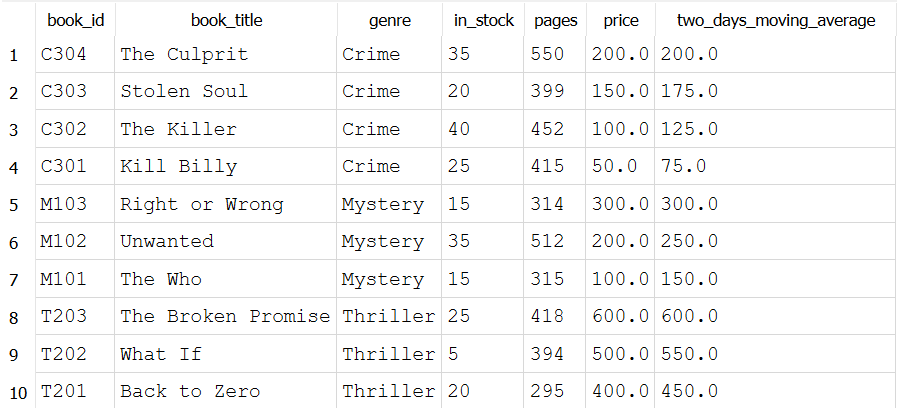 book_id book_title genre in_stock pages price two_days_moving_average
1 C304 The Culprit Crime 35 550 200.0 200.0
2 C303 Stolen Soul Crime 20 399 150.0 175.0
3 C302 The Killer Crime 40 452 100.0 125.0
4 C301 Kill Billy Crime 25 415 50.0 75.0
5 M103 Right or Wrong Mystery 15 314 300.0 300.0
6 M102 Unwanted Mystery 35 512 200.0 250.0
7 M101 The Who Mystery 15 315 100.0 150.0
8 T203 The Broken Promise Thriller 25 418 600.0 600.0
9 T202 What If Thriller 5 394 500.0 550.0
10 T201 Back to Zero Thriller 20 295 400.0 450.0